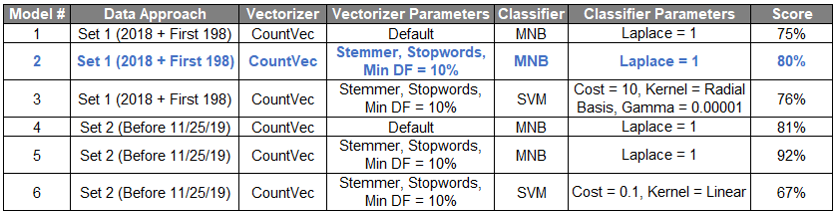 Model # Data Approach Vectorizer Vectorizer Parameters Classifier Classifier Parameters Score
1 Set 1 (2018 + First 198) CountVec Default MNB Laplace = 1 75%
2 Set 1 (2018 + First 198) CountVec Stemmer, Stopwords, Min DF = 10% MNB Laplace = 1 80%
3 Set 1 (2018 + First 198) CountVec Stemmer, Stopwords, Min DF = 10% SVM Cost = 10, Kernel = Radial Basis, Gamma = 0.00001 76%
4 Set 2 (Before 11/25/19) CountVec Default MNB Laplace = 1 81%
5 Set 2 (Before 11/25/19) CountVec Stemmer, Stopwords, Min DF = 10% MNB Laplace = 1 92%
6 Set 2 (Before 11/25/19) CountVec Stemmer, Stopwords, Min DF = 10% SVM Cost = 0.1, Kernel = Linear 67%